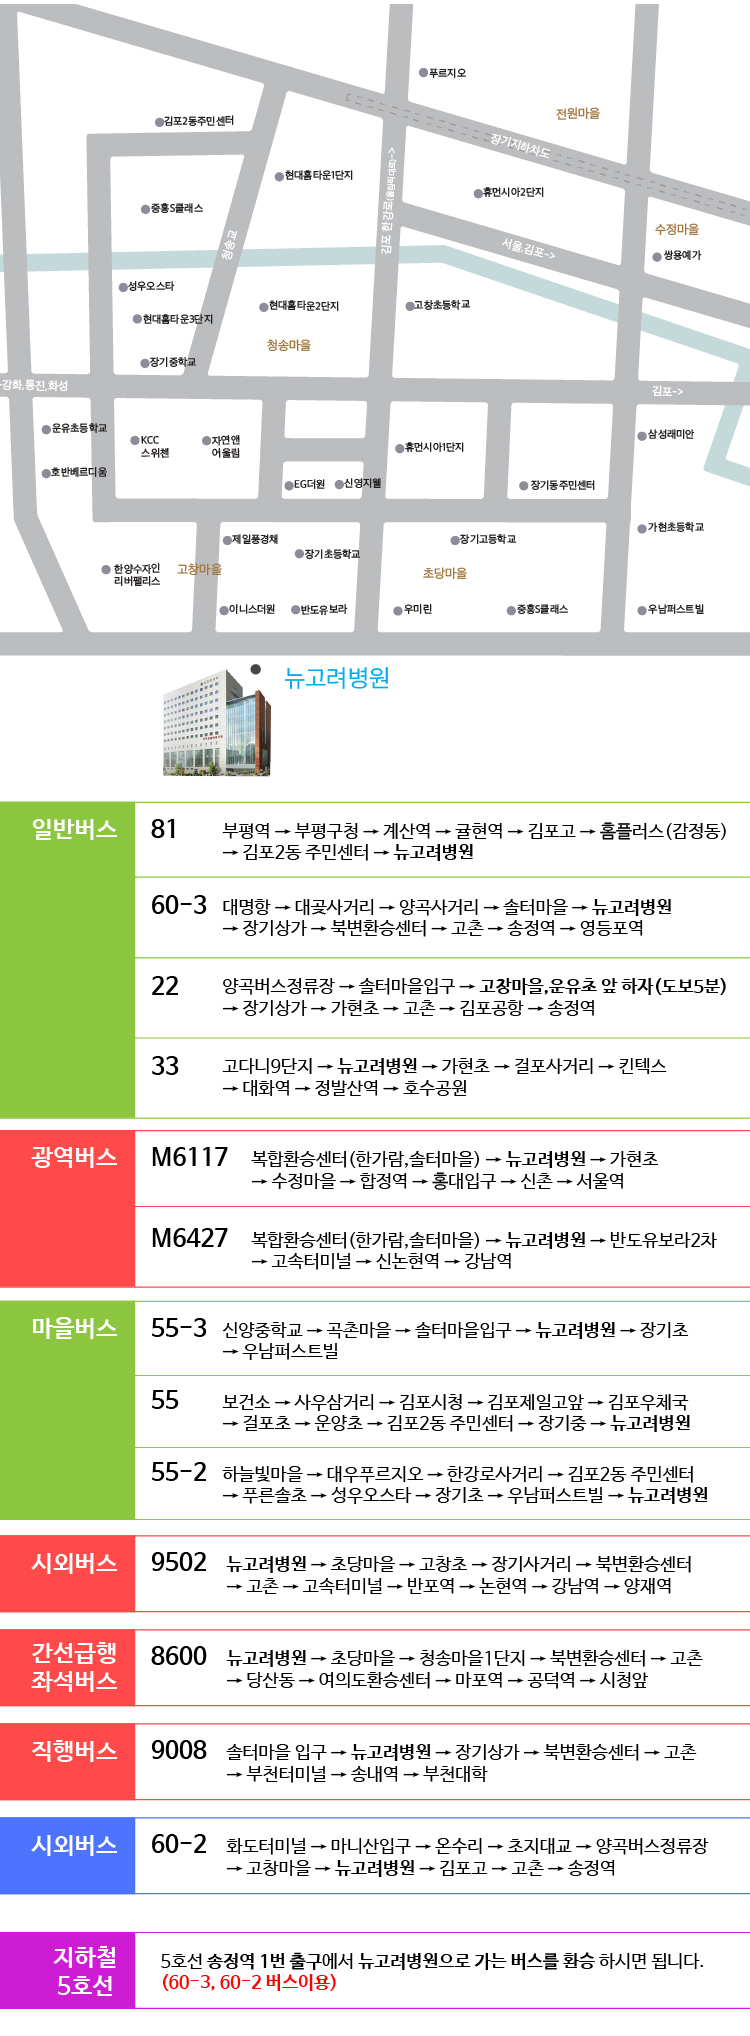 푸르지오
전원마을
김포2동주민센터
장기지하차도
현대홈타운1단지
김포 한강로(올림픽대로)->
휴먼시아2단지
중흥S클래스
청송교
서울,김포->
수정마을
쌍용예가
성우오스타
현대홈타운2단지
고창초등학교
현대홈타운3단지
청송마을
장기중학교
강화,통진,화성
김포->
운유초등학교
KCC
스위첸
자연앤
어울림
휴먼시아1단지
삼성래미안
호반베르디움
EG더원
신영지웰
장기동주민센터
가현초등학교
제일풍경채
장기초등학교
장기고등학교
한양수자인
리버팰리스
고창마을
초당마을
이니스더원
반도유보라
우미린
중흥S클래스
우남퍼스트빌
뉴고려병원
일반버스
81
부평역 → 부평구청 → 계산역 → 귤현역 → 김포고 → 홈플러스(감정동)
→ 김포2동 주민센터 → 뉴고려병원
60-3
대명항 → 대곶사거리 → 양곡사거리 → 솔터마을 → 뉴고려병원
→ 장기상가 → 북변환승센터 → 고촌 → 송정역 → 영등포역
22
양곡버스정류장 → 솔터마을입구 → 고창마을,운유초 앞 하자(도보5분)
→ 장기상가 → 가현초 → 고촌 → 김포공항 → 송정역
33
고다니9단지 → 뉴고려병원 → 가현초 → 걸포사거리 → 킨텍스
→ 대화역 → 정발산역 → 호수공원
광역버스
M6117
복합환승센터(한가람,솔터마을) → 뉴고려병원 → 가현초
→ 수정마을 → 합정역 → 홍대입구 → 신촌 → 서울역
M6427
복합환승센터(한가람,솔터마을) → 뉴고려병원 → 반도유보라2차
→ 고속터미널 → 신논현역 → 강남역
마을버스
55-3
신양중학교 → 곡촌마을 → 솔터마을입구 → 뉴고려병원 → 장기초
→ 우남퍼스트빌
55
보건소 → 사우삼거리 → 김포시청 → 김포제일고앞 → 김포우체국
→ 걸포초 → 운양초 → 김포2동 주민센터 → 장기중 → 뉴고려병원
55-2
하늘빛마을 → 대우푸르지오 → 한강로사거리 → 김포2동 주민센터
→ 푸른솔초 → 성우오스타 → 장기초 → 우남퍼스트빌 → 뉴고려병원
시외버스
9502
뉴고려병원 → 초당마을 → 고창초 → 장기사거리 → 북변환승센터
→ 고촌 → 고속터미널 → 반포역 → 논현역 → 강남역 → 양재역
간선급행
좌석버스
8600
뉴고려병원 → 초당마을 → 청송마을1단지 → 북변환승센터 → 고촌
→ 당산동 → 여의도환승센터 → 마포역 → 공덕역 → 시청앞
직행버스
9008
솔터마을 입구 → 뉴고려병원 → 장기상가 → 북변환승센터 → 고촌
→ 부천터미널 → 송내역 → 부천대학
시외버스
60-2
화도터미널 → 마니산입구 → 온수리 → 초지대교 → 양곡버스정류장
→ 고창마을 → 뉴고려병원 → 김포고 → 고촌 → 송정역
지하철
5호선
5호선 송정역 1번 출구에서 뉴고려병원으로 가는 버스를 환승 하시면 됩니다.
(60-3, 60-2 버스이용)